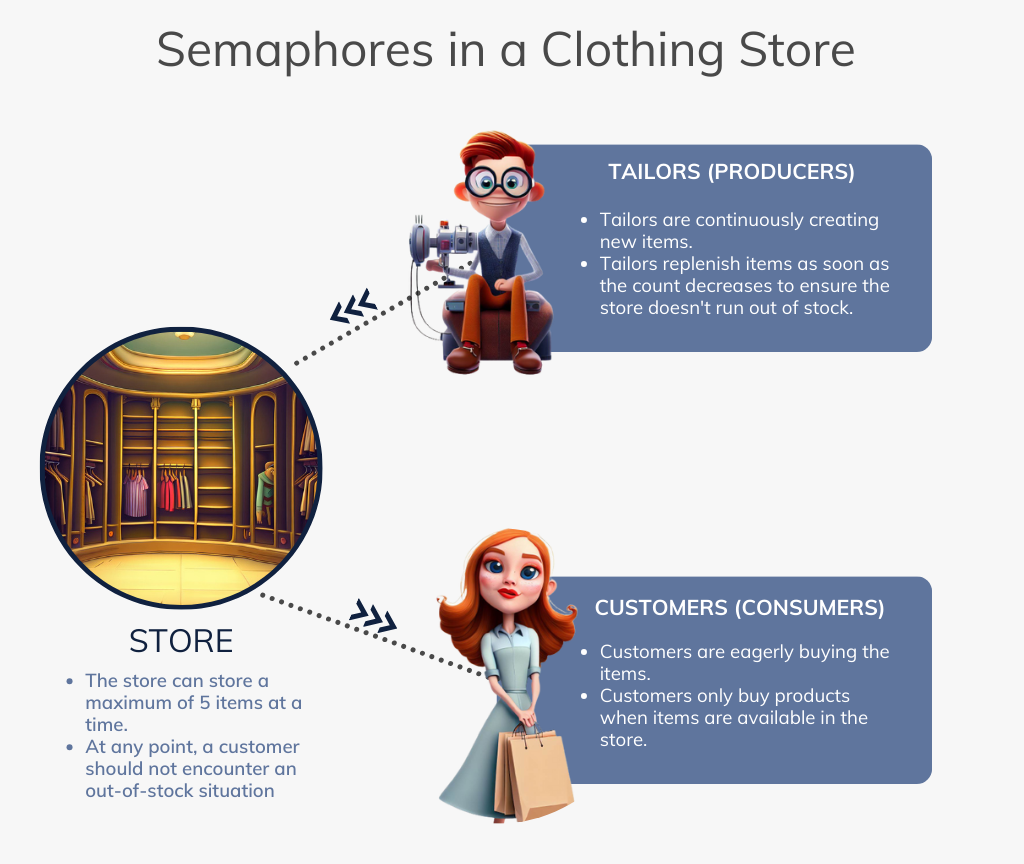 Semaphores in a Clothing Store
TAILORS (PRODUCERS)
• Tailors are continuously creating
new items.
• Tailors replenish items as soon as
the count decreases to ensure the
store doesn't run out of stock.
STORE
• The store can store a
maximum of 5 items at a
time.
• At any point, a customer
should not encounter an
out-of-stock situation
CUSTOMERS (CONSUMERS)
• Customers are eagerly buying the
items.
• Customers only buy products
when items are available in the
store.